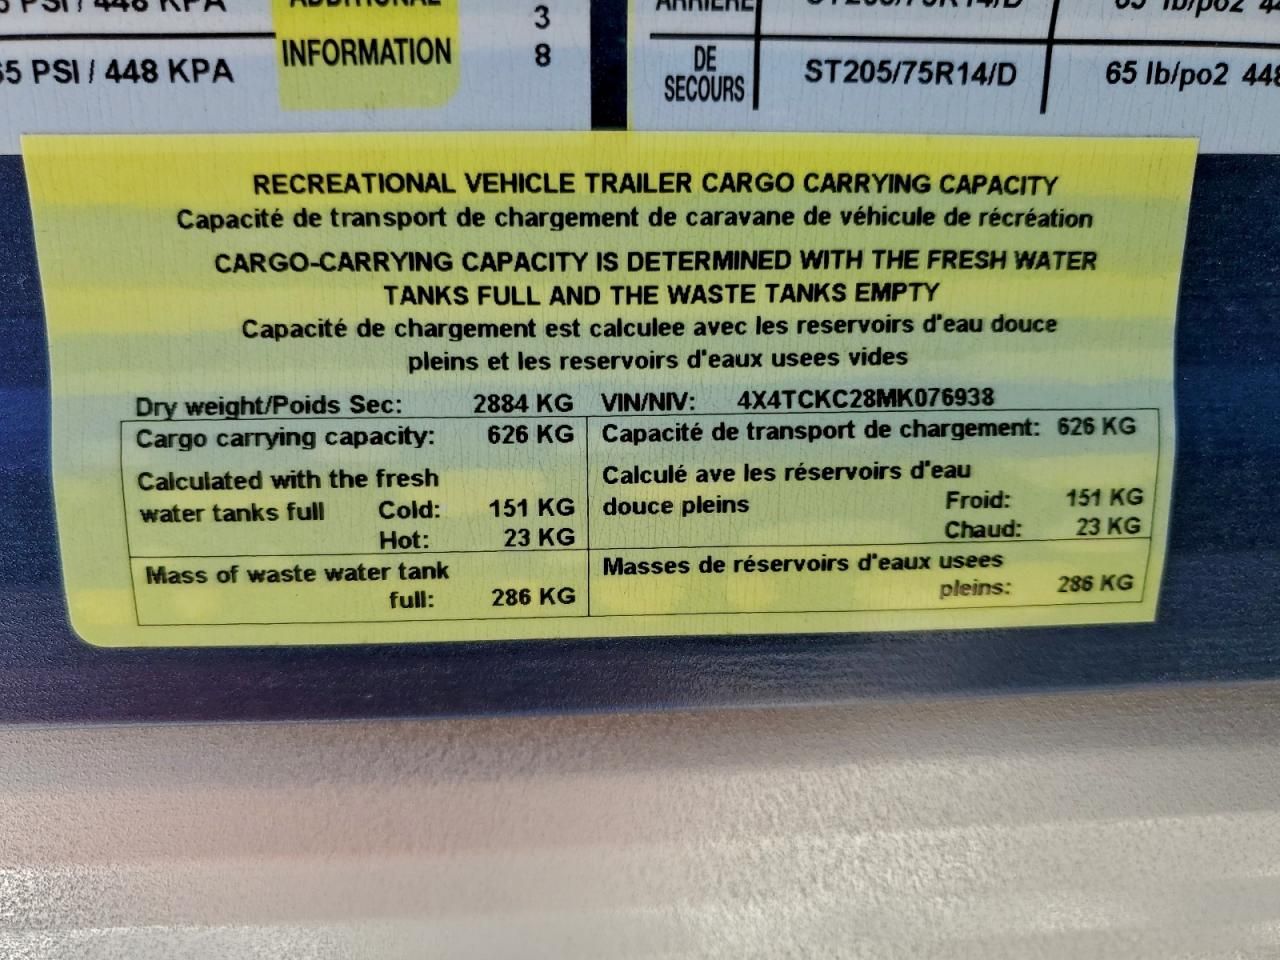 INFORMATION
3
8
65 PSI / 448 KPA
DE SECOURS ST205/75R14/D 65 lb/po2 448
RECREATIONAL VEHICLE TRAILER CARGO CARRYING CAPACITY
Capacité de transport de chargement de caravane de véhicule de récréation
CARGO-CARRYING CAPACITY IS DETERMINED WITH THE FRESH WATER
TANKS FULL AND THE WASTE TANKS EMPTY
Capacité de chargement est calculee avec les reservoirs d'eau douce
pleins et les reservoirs d'eaux usees vides
Dry weight/Poids Sec: 2884 KG VIN/NIV: 4X4TCKC28MK076938
Cargo carrying capacity: 626 KG Capacité de transport de chargement: 626 KG
Calculated with the fresh Calculé ave les réservoirs d'eau
water tanks full Cold: 151 KG douce pleins Froid: 151 KG
Hot: 23 KG Chaud: 23 KG
Mass of waste water tank Masses de réservoirs d'eaux usees
full: 286 KG pleins: 286 KG